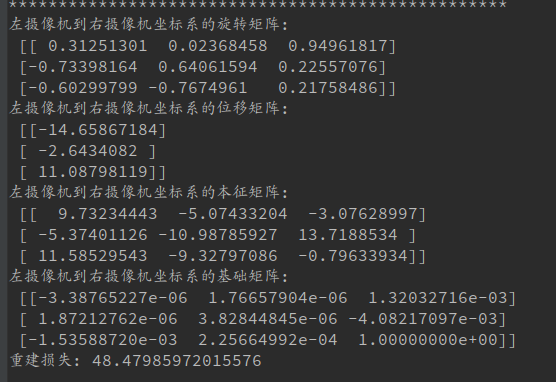 **************************************************
左摄像机到右摄像机坐标系的旋转矩阵:
[[ 0.31251301  0.02368458  0.94961817]
[-0.73398164  0.64061594  0.22557076]
[-0.60299799 -0.7674961   0.21758486]]
左摄像机到右摄像机坐标系的位移矩阵:
[[-14.65867184]
[ -2.6434082 ]
[ 11.08798119]]
左摄像机到右摄像机坐标系的本征矩阵:
[[  9.73234443  -5.07433204  -3.07628997]
[ -5.37401126 -10.98785927  13.7188534 ]
[ 11.58529543  -9.32797086  -0.79633934]]
左摄像机到右摄像机坐标系的基础矩阵:
[[-3.38765227e-06  1.76657904e-06  1.32032716e-03]
[ 1.87212762e-06  3.82844845e-06 -4.08217097e-03]
[-1.53588720e-03  2.25664992e-04  1.00000000e+00]]
重建损失: 48.47985972015576